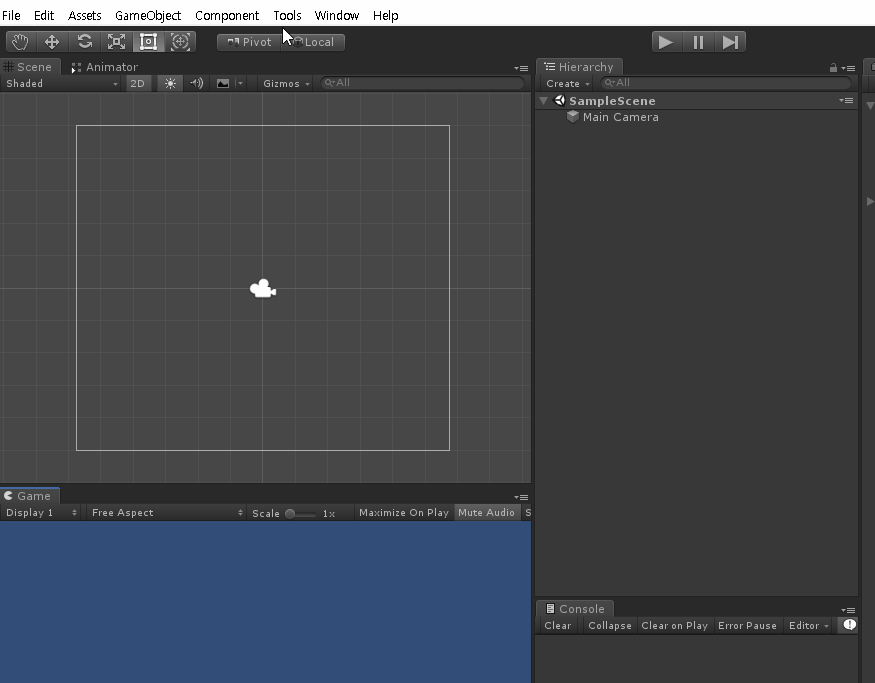 File Edit Assets GameObject Component Tools Window Help
Pivot Local
Scene Animator
Shaded 2D Gizmos All
Hierarchy
Create All
SampleScene
Main Camera
Game
Display 1 Free Aspect Scale 1x Maximize On Play Mute Audio S
Console
Clear Collapse Clear on Play Error Pause Editor